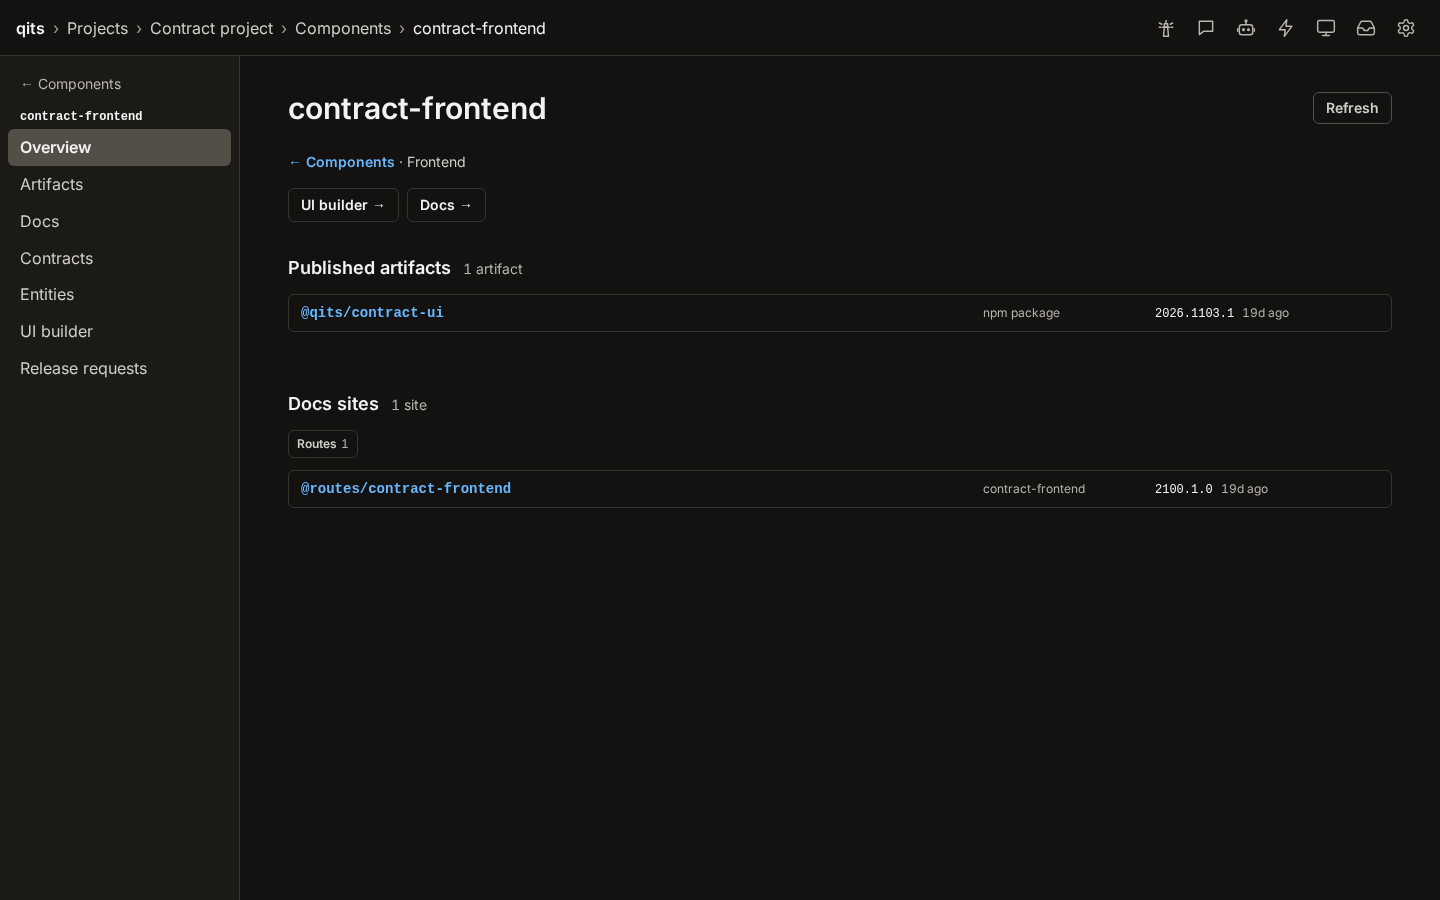 qits › Projects › Contract project › Components › contract-frontend
← Components
contract-frontend
Overview
Artifacts
Docs
Contracts
Entities
UI builder
Release requests
contract-frontend
Refresh
← Components · Frontend
UI builder → Docs →
Published artifacts 1 artifact
@qits/contract-ui npm package 2026.1103.1 19d ago
Docs sites 1 site
Routes 1
@routes/contract-frontend contract-frontend 2100.1.0 19d ago